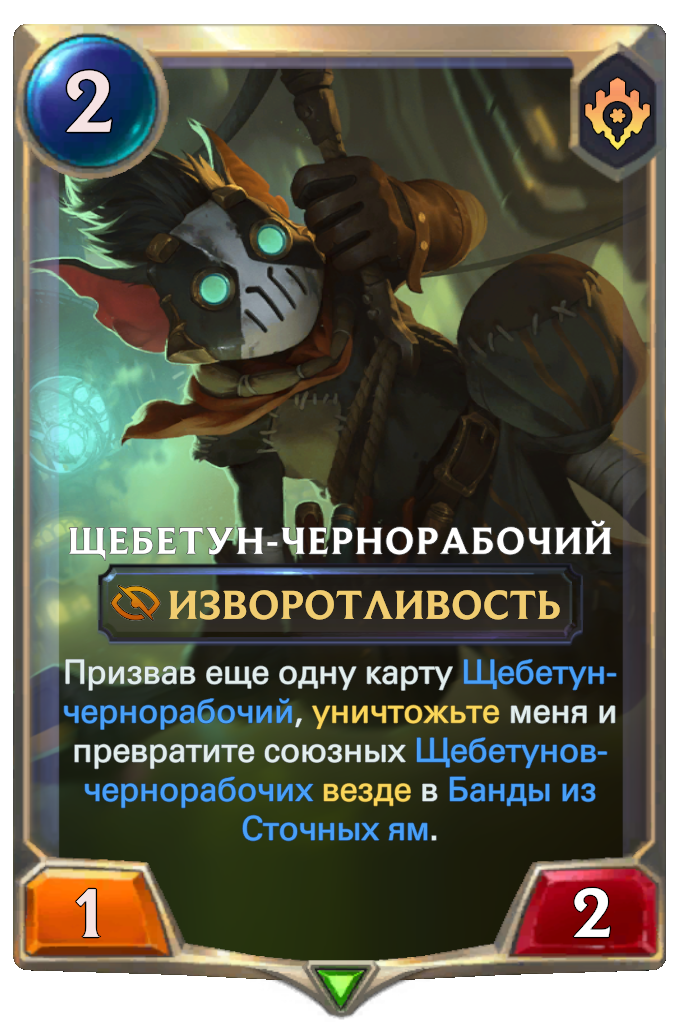 2
ЩЕБЕТУН-ЧЕРНОРАБОЧИЙ
ИЗВОРОТЛИВОСТЬ
Призвав еще одну карту Щебетун-
чернорабочий, уничтожьте меня и
превратите союзных Щебетунов-
чернорабочих везде в Банды из
Сточных ям.
1
2